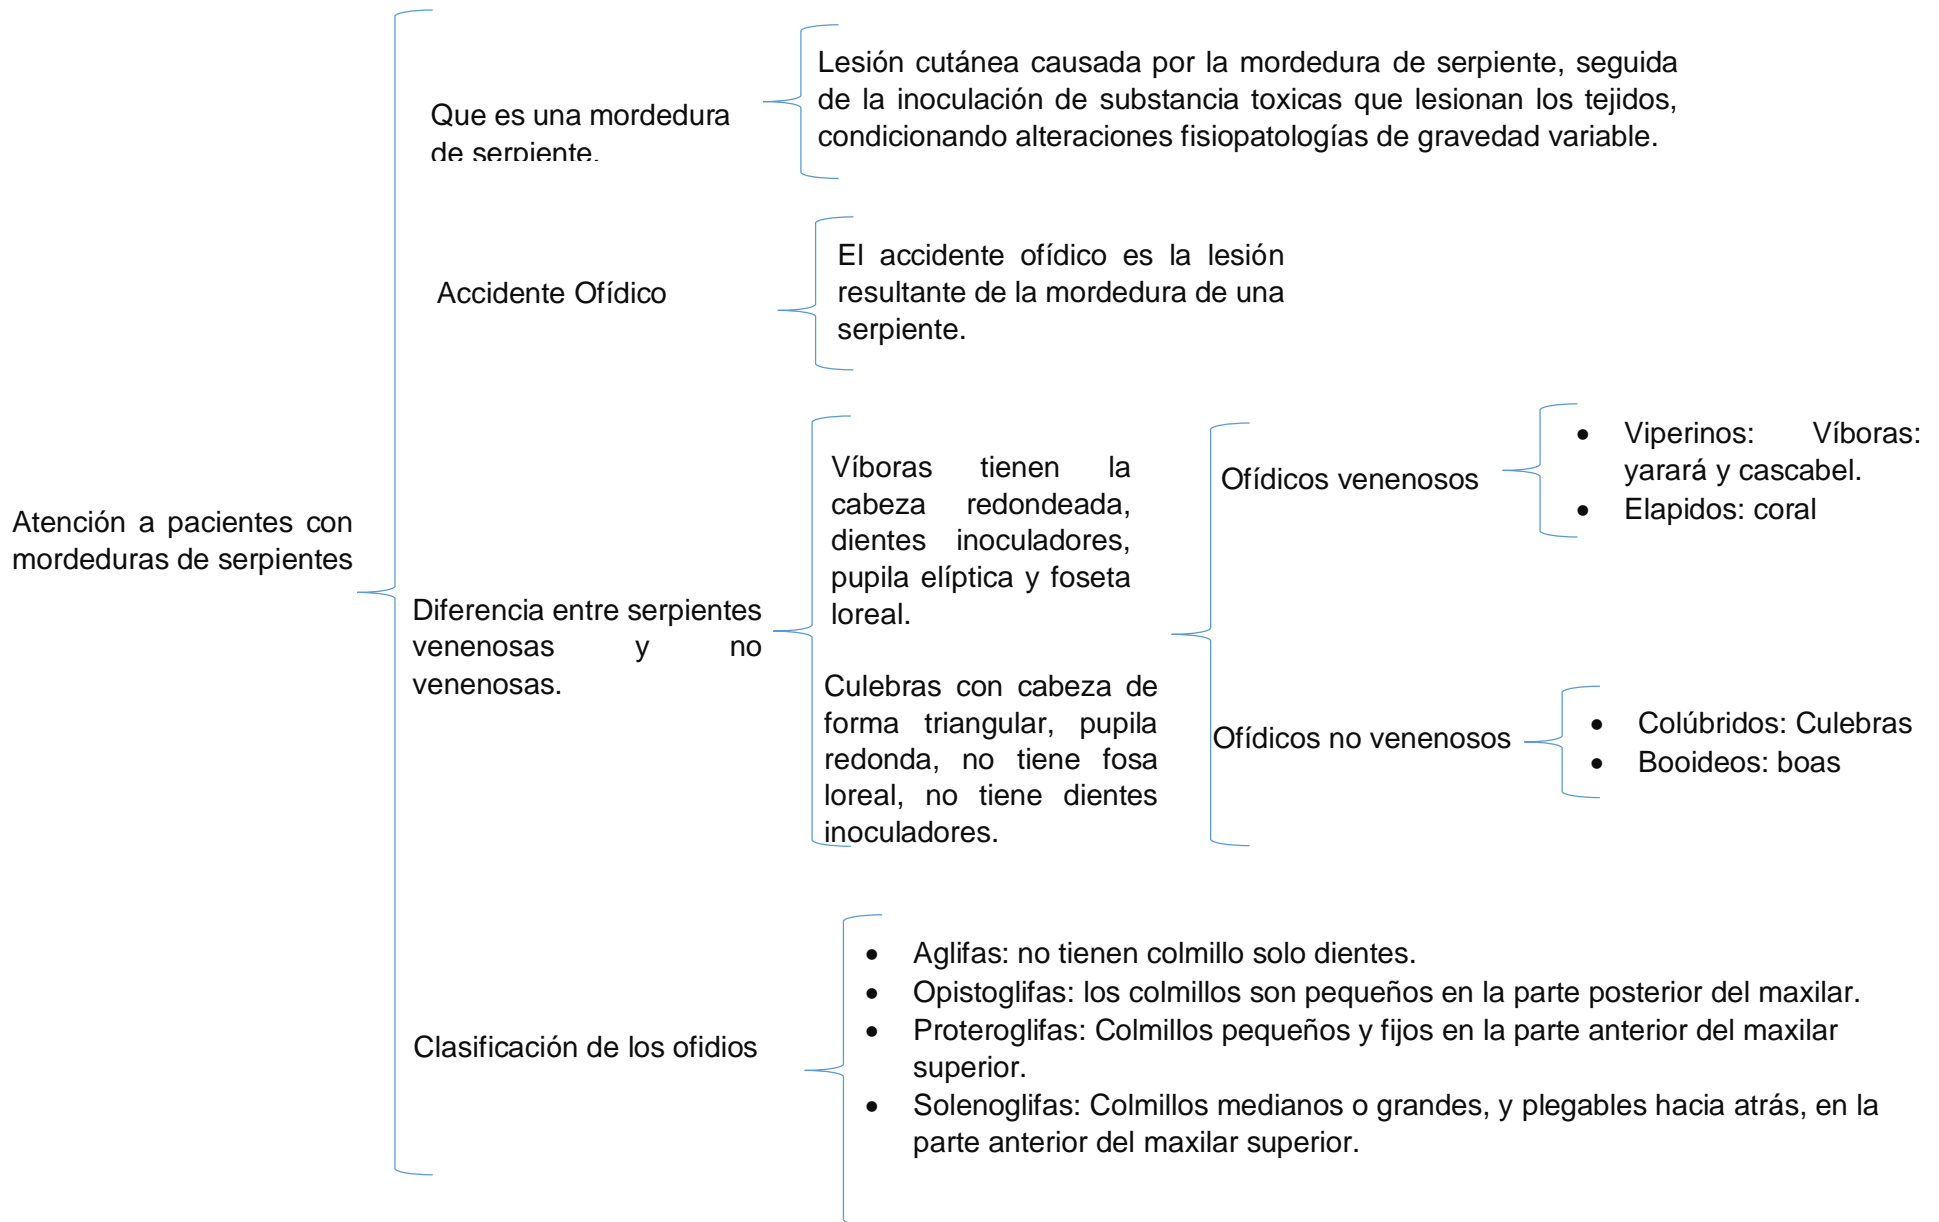 Atención a pacientes con
mordeduras de serpientes
Que es una mordedura
de serpiente.
Lesión cutánea causada por la mordedura de serpiente, seguida
de la inoculación de substancia toxicas que lesionan los tejidos,
condicionando alteraciones fisiopatologías de gravedad variable.
Accidente Ofídico
El accidente ofídico es la lesión
resultante de la mordedura de una
serpiente.
Diferencia entre serpientes
venenosas y no
venenosas.
Víboras tienen la
cabeza redondeada,
dientes inoculadores,
pupila elíptica y foseta
loreal.
Culebras con cabeza de
forma triangular, pupila
redonda, no tiene fosa
loreal, no tiene dientes
inoculadores.
Ofídicos venenosos
• Viperinos: Víboras:
yarará y cascabel.
• Elapidos: coral
Ofídicos no venenosos
• Colúbridos: Culebras
• Booideos: boas
Clasificación de los ofidios
• Aglifas: no tienen colmillo solo dientes.
• Opistoglifas: los colmillos son pequeños en la parte posterior del maxilar.
• Proteroglifas: Colmillos pequeños y fijos en la parte anterior del maxilar
superior.
• Solenoglifas: Colmillos medianos o grandes, y plegables hacia atrás, en la
parte anterior del maxilar superior.